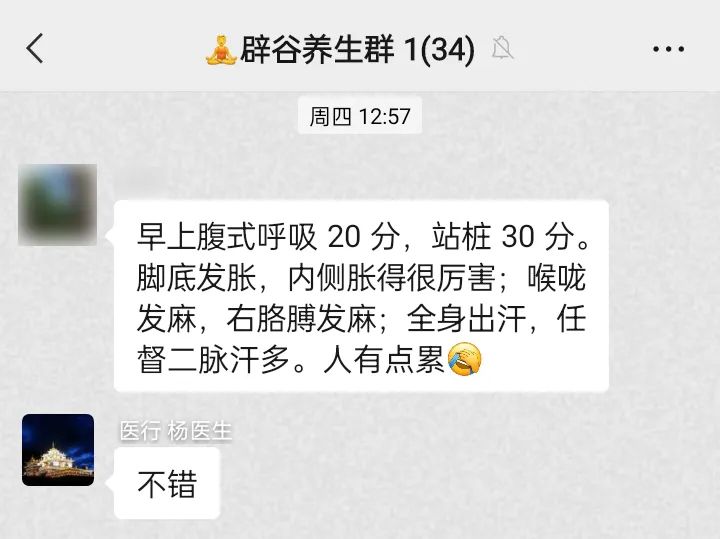 🧘辟谷养生群 1(34)
周四 12:57
早上腹式呼吸 20 分，站桩 30 分。
脚底发胀，内侧胀得很厉害；喉咙
发麻，右胳膊发麻；全身出汗，任
督二脉汗多。人有点累🤦
医行 杨医生
不错